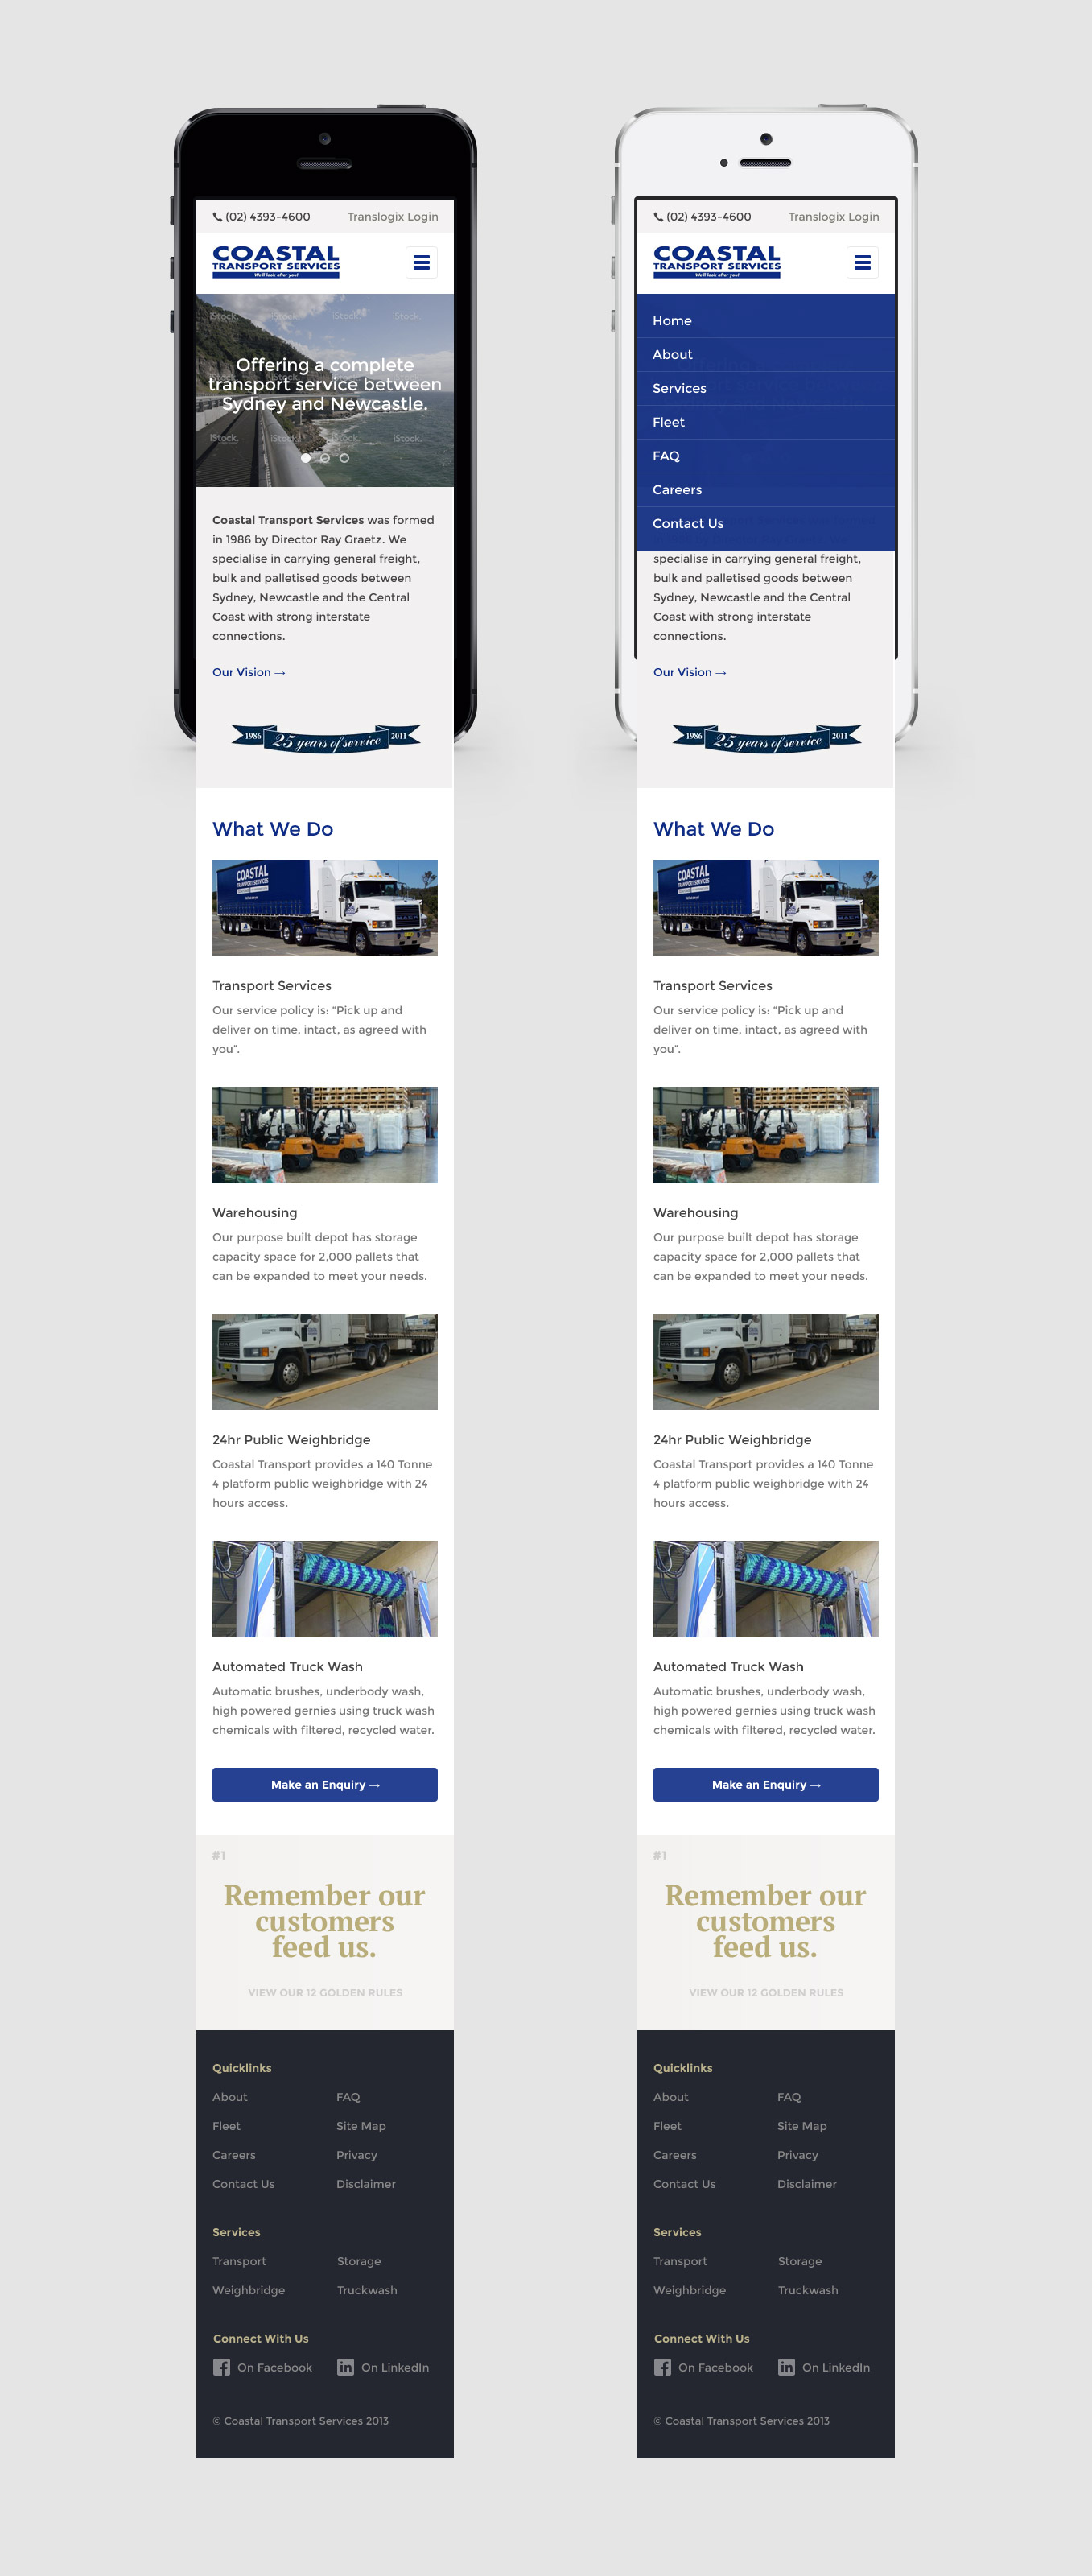 (02) 4393-4600 Translogix Login
COASTAL
TRANSPORT SERVICES
We'll look after you!
iStock. iStock. iStock. iStock.
Offering a complete
transport service between
Sydney and Newcastle.
iStock. iStock. iStock. iStock.
Coastal Transport Services was formed
in 1986 by Director Ray Graetz. We
specialise in carrying general freight,
bulk and palletised goods between
Sydney, Newcastle and the Central
Coast with strong interstate
connections.
Our Vision →
1986 25 years of service 2011
What We Do
COASTAL
TRANSPORT SERVICES
MACK
Transport Services
Our service policy is: "Pick up and
deliver on time, intact, as agreed with
you".
Warehousing
Our purpose built depot has storage
capacity space for 2,000 pallets that
can be expanded to meet your needs.
MACK
24hr Public Weighbridge
Coastal Transport provides a 140 Tonne
4 platform public weighbridge with 24
hours access.
Automated Truck Wash
Automatic brushes, underbody wash,
high powered gernies using truck wash
chemicals with filtered, recycled water.
Make an Enquiry →
#1
Remember our
customers
feed us.
VIEW OUR 12 GOLDEN RULES
Quicklinks
About FAQ
Fleet Site Map
Careers Privacy
Contact Us Disclaimer
Services
Transport Storage
Weighbridge Truckwash
Connect With Us
On Facebook On LinkedIn
© Coastal Transport Services 2013
(02) 4393-4600 Translogix Login
COASTAL
TRANSPORT SERVICES
We'll look after you!
Home
About
Services
Fleet
FAQ
Careers
Contact Us
specialise in carrying general freight,
bulk and palletised goods between
Sydney, Newcastle and the Central
Coast with strong interstate
connections.
Our Vision →
1986 25 years of service 2011
What We Do
COASTAL
TRANSPORT SERVICES
MACK
Transport Services
Our service policy is: "Pick up and
deliver on time, intact, as agreed with
you".
Warehousing
Our purpose built depot has storage
capacity space for 2,000 pallets that
can be expanded to meet your needs.
MACK
24hr Public Weighbridge
Coastal Transport provides a 140 Tonne
4 platform public weighbridge with 24
hours access.
Automated Truck Wash
Automatic brushes, underbody wash,
high powered gernies using truck wash
chemicals with filtered, recycled water.
Make an Enquiry →
#1
Remember our
customers
feed us.
VIEW OUR 12 GOLDEN RULES
Quicklinks
About FAQ
Fleet Site Map
Careers Privacy
Contact Us Disclaimer
Services
Transport Storage
Weighbridge Truckwash
Connect With Us
On Facebook On LinkedIn
© Coastal Transport Services 2013